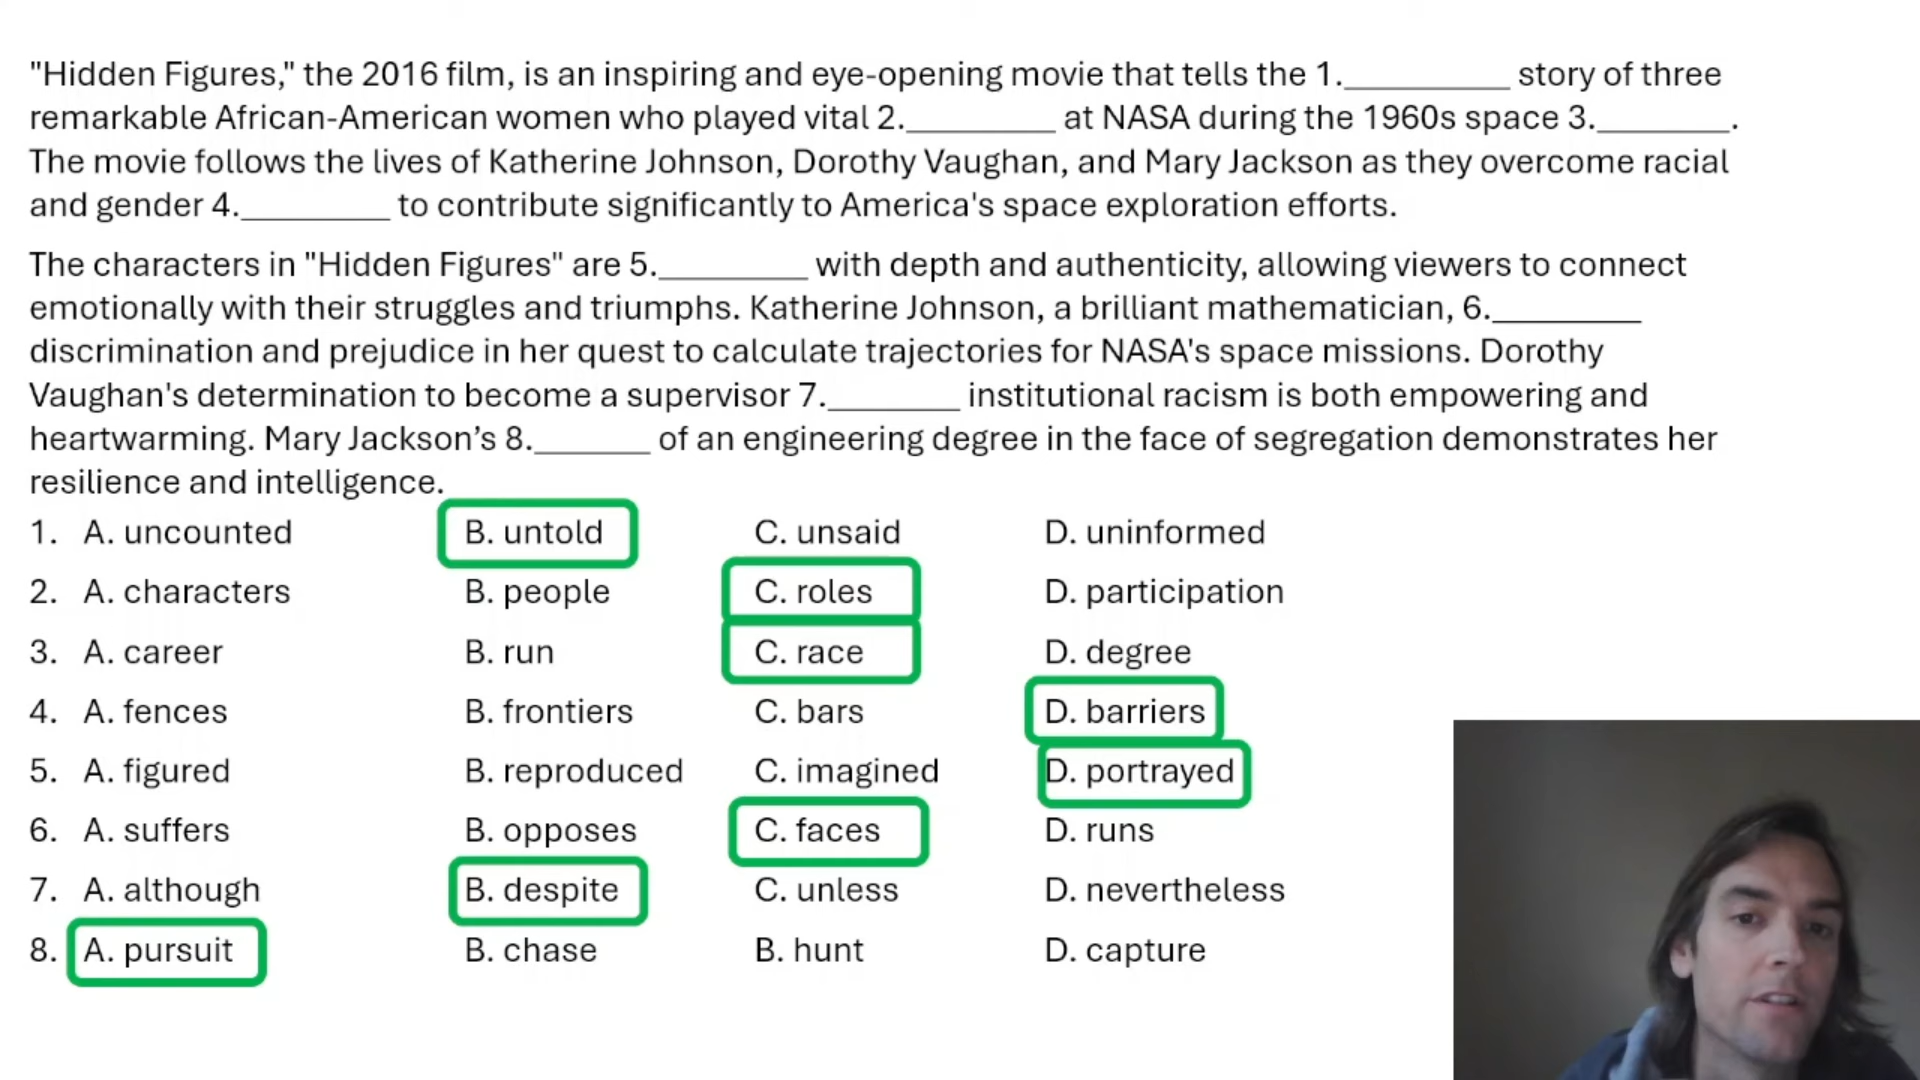 "Hidden Figures," the 2016 film, is an inspiring and eye-opening movie that tells the 1._________ story of three
remarkable African-American women who played vital 2.________ at NASA during the 1960s space 3._______.
The movie follows the lives of Katherine Johnson, Dorothy Vaughan, and Mary Jackson as they overcome racial
and gender 4.________ to contribute significantly to America's space exploration efforts.
The characters in "Hidden Figures" are 5.________ with depth and authenticity, allowing viewers to connect
emotionally with their struggles and triumphs. Katherine Johnson, a brilliant mathematician, 6.________
discrimination and prejudice in her quest to calculate trajectories for NASA's space missions. Dorothy
Vaughan's determination to become a supervisor 7._______ institutional racism is both empowering and
heartwarming. Mary Jackson’s 8.______ of an engineering degree in the face of segregation demonstrates her
resilience and intelligence.
1. A. uncounted B. untold C. unsaid D. uninformed
2. A. characters B. people C. roles D. participation
3. A. career B. run C. race D. degree
4. A. fences B. frontiers C. bars D. barriers
5. A. figured B. reproduced C. imagined D. portrayed
6. A. suffers B. opposes C. faces D. runs
7. A. although B. despite C. unless D. nevertheless
8. A. pursuit B. chase B. hunt D. capture